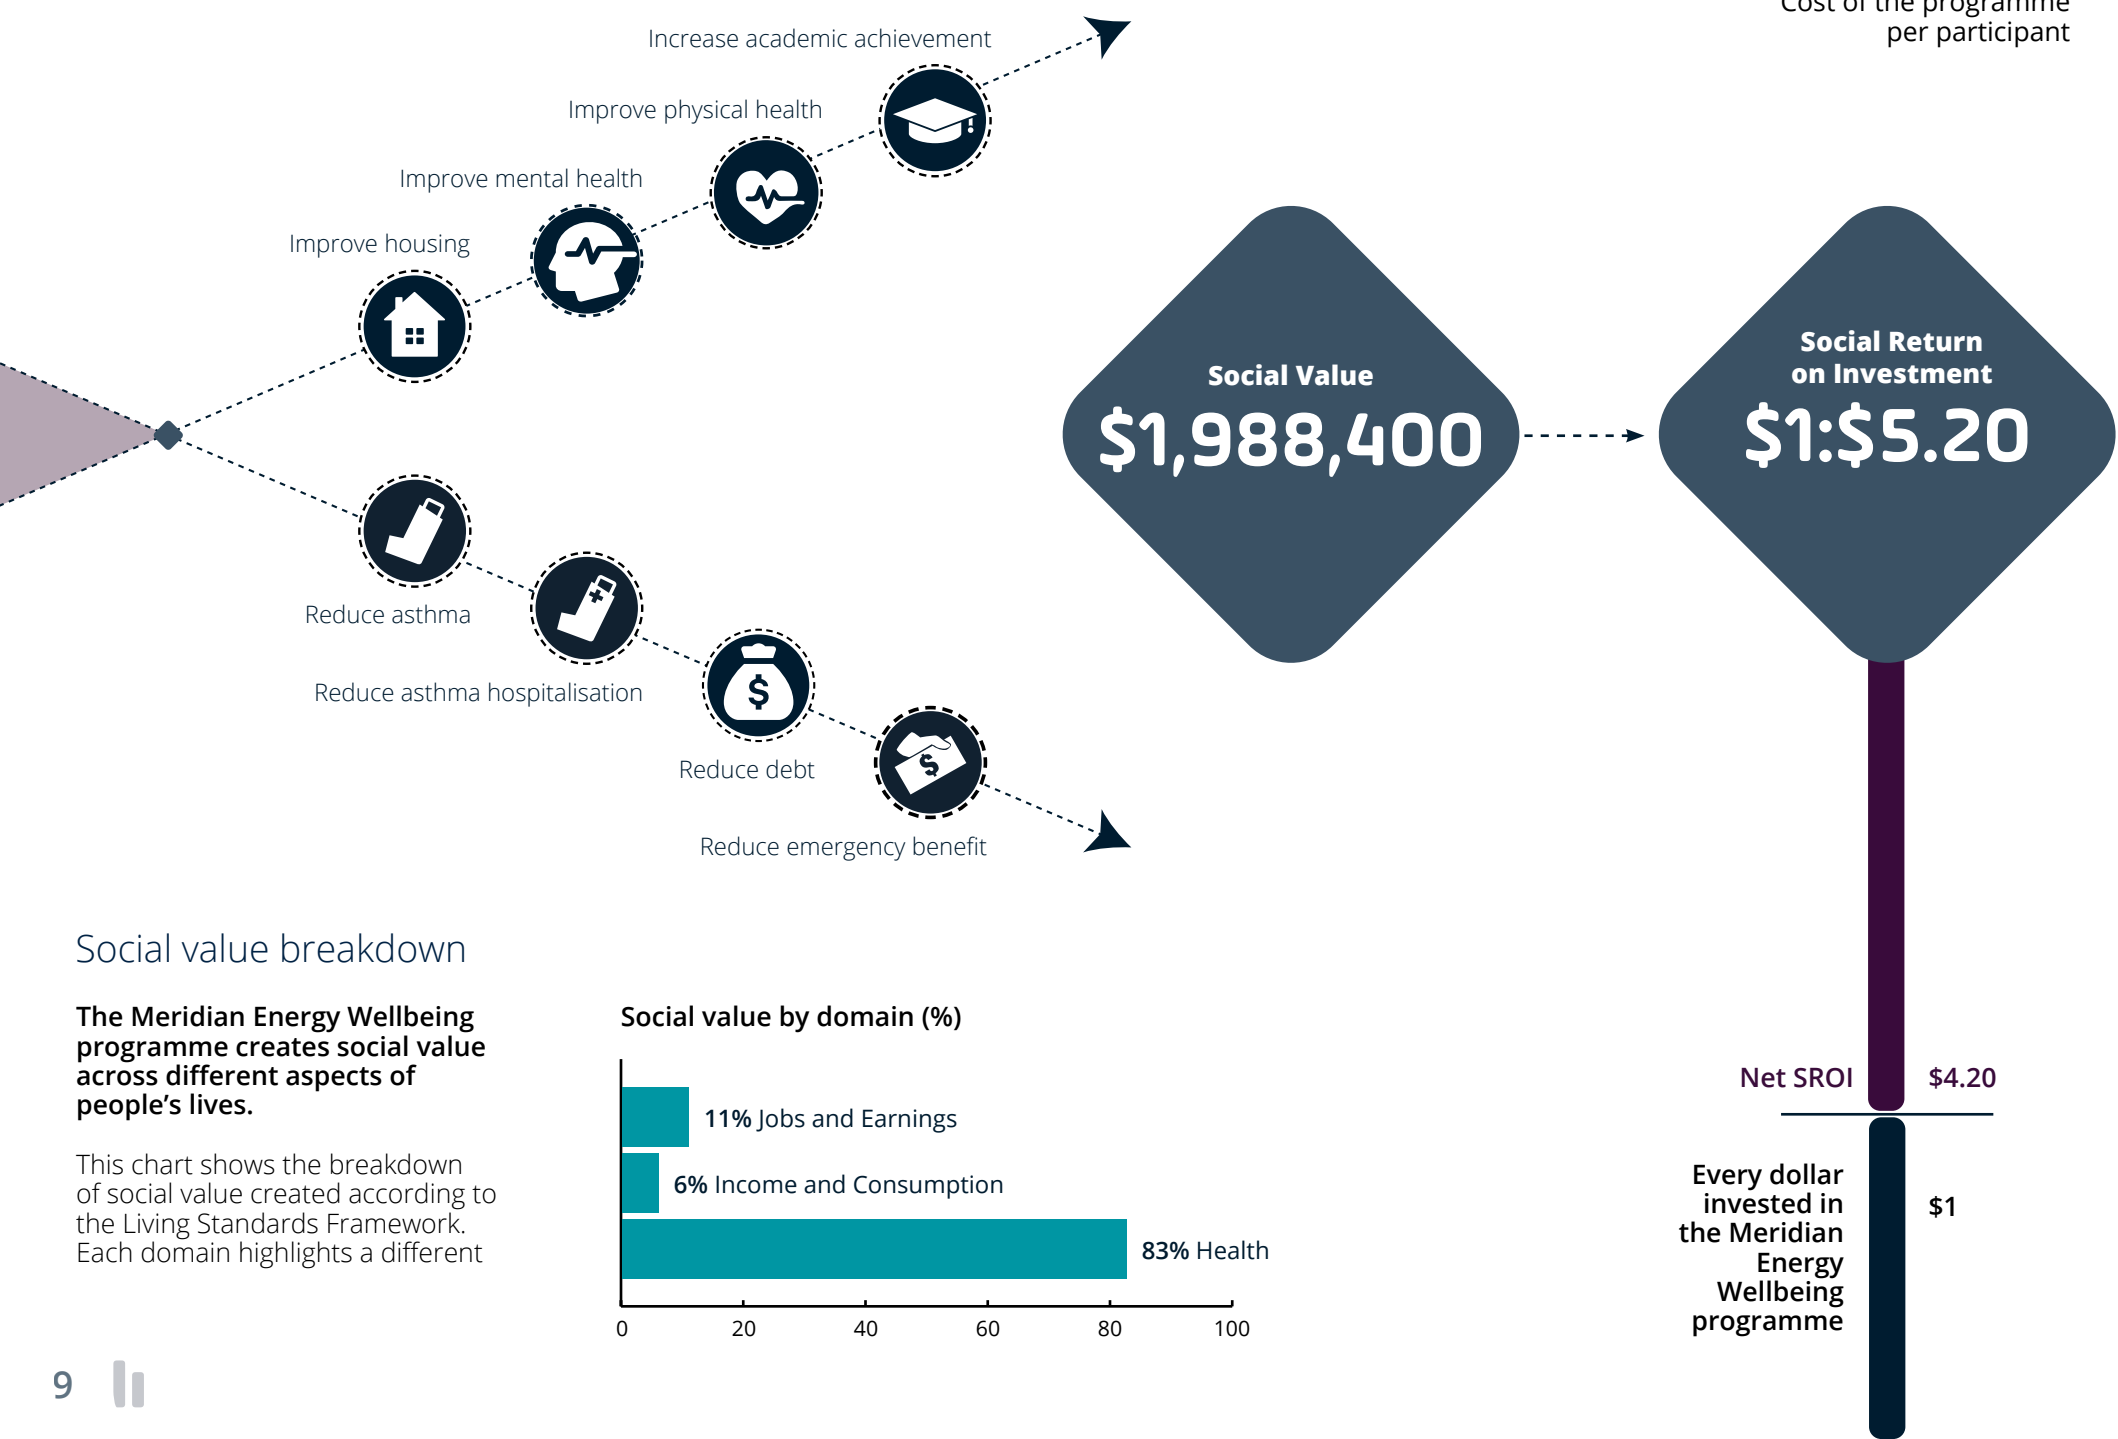 Cost of the programme
per participant
Increase academic achievement
Improve physical health
Improve mental health
Improve housing
Reduce asthma
Reduce asthma hospitalisation
$
Reduce debt
$
Reduce emergency benefit
Social Value
$1,988,400
Social Return
on Investment
$1:$5.20
Net SROI
$4.20
Every dollar
invested in
the Meridian
Energy
Wellbeing
programme
$1
Social value breakdown
The Meridian Energy Wellbeing
programme creates social value
across different aspects of
people’s lives.
This chart shows the breakdown
of social value created according to
the Living Standards Framework.
Each domain highlights a different
Social value by domain (%)
11% Jobs and Earnings
6% Income and Consumption
83% Health
0 20 40 60 80 100
9